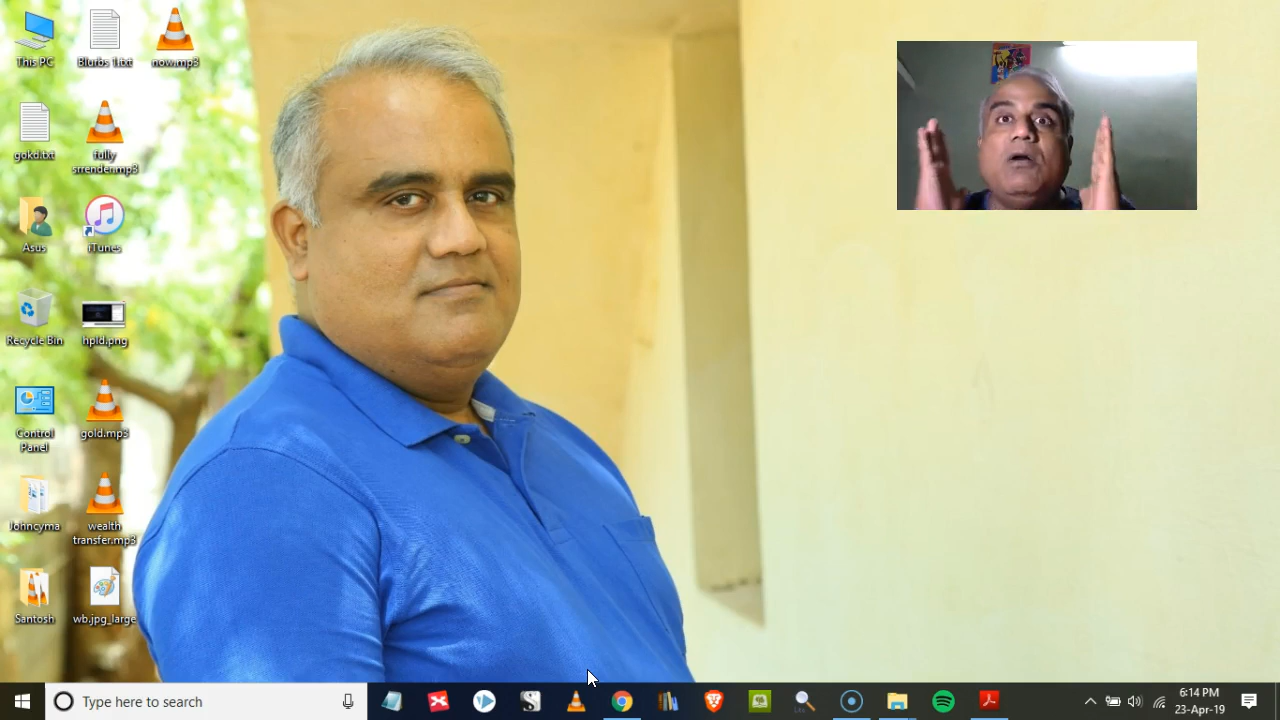 This PC
Blurbs 1.txt
now.mp3
gokd.txt
fully
srrender.mp3
Asus
iTunes
Recycle Bin
hpld.png
Control
Panel
gold.mp3
Johncyma
wealth
transfer.mp3
Santosh
wb.jpg_large
Type here to search
6:14 PM
23-Apr-19